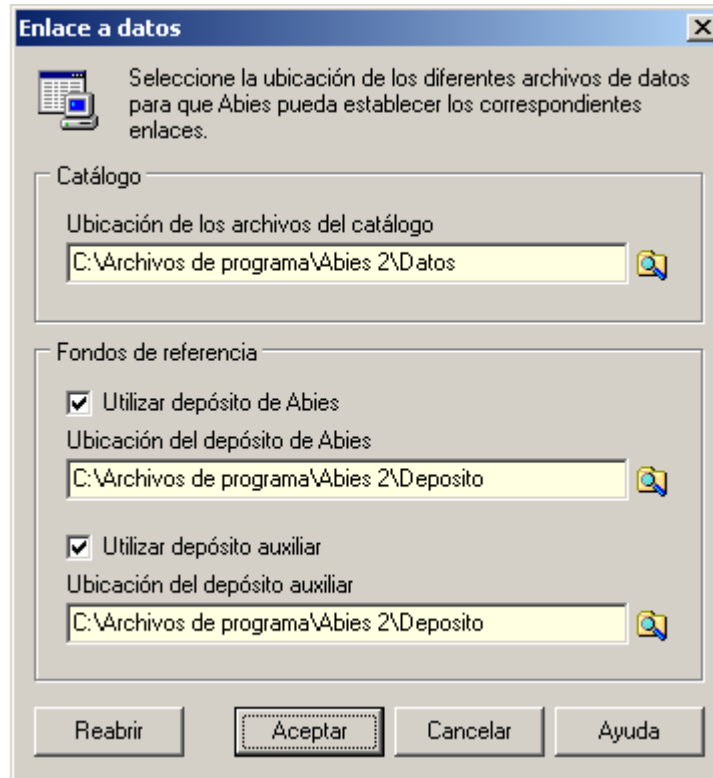 Enlace a datos
Seleccione la ubicación de los diferentes archivos de datos
para que Abies pueda establecer los correspondientes
enlaces.
Catálogo
Ubicación de los archivos del catálogo
C:\Archivos de programa\Abies 2\Datos
Fondos de referencia
Utilizar depósito de Abies
Ubicación del depósito de Abies
C:\Archivos de programa\Abies 2\Deposito
Utilizar depósito auxiliar
Ubicación del depósito auxiliar
C:\Archivos de programa\Abies 2\Deposito
Reabrir Aceptar Cancelar Ayuda